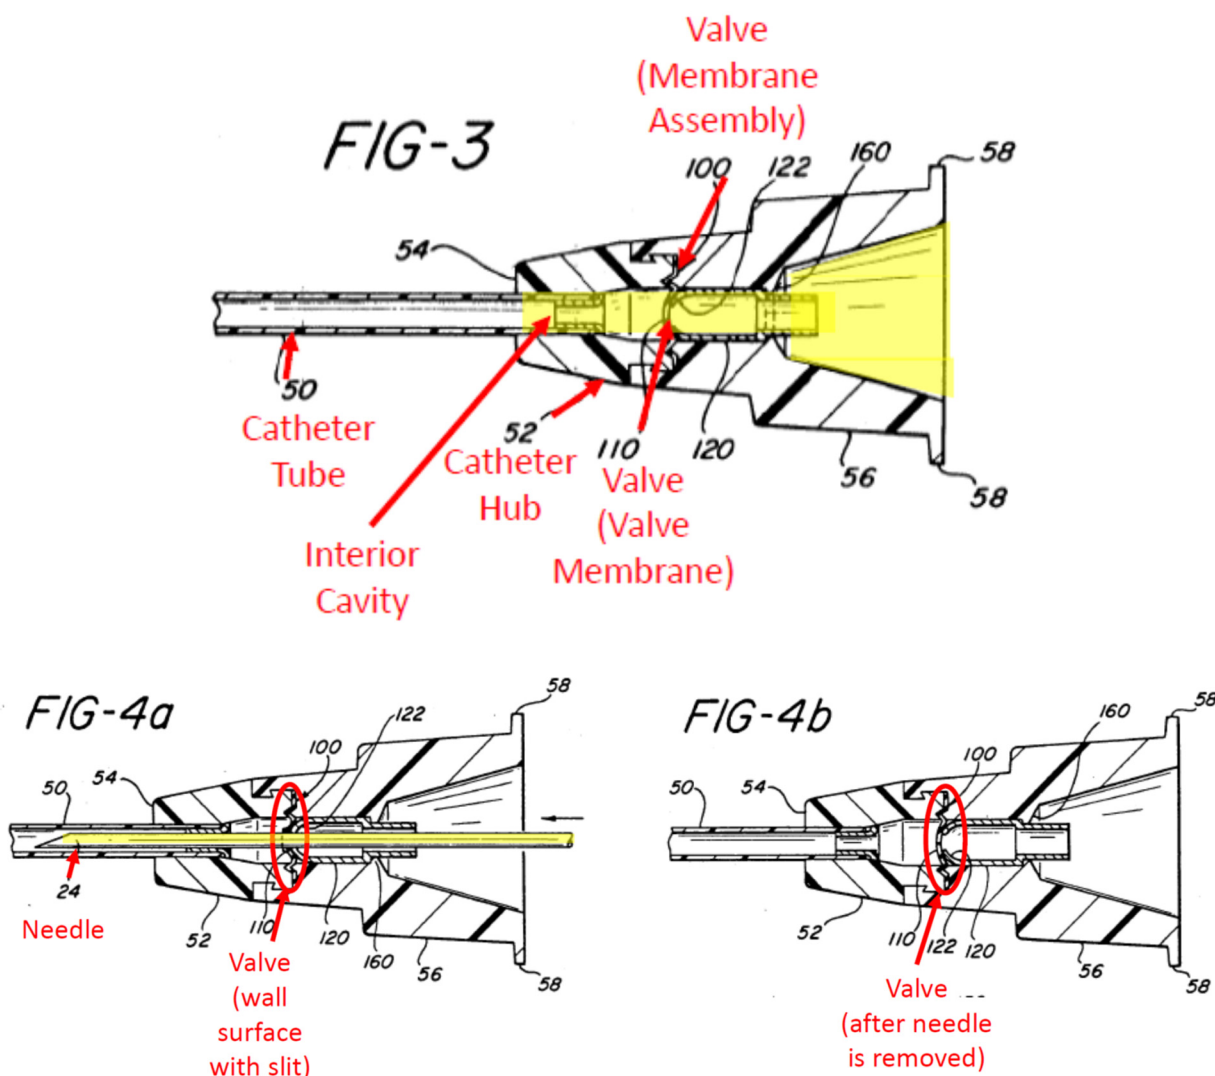 Valve
(Membrane
Assembly)
FIG-3
100
122
160
58
54
50
Catheter
Tube
52
Catheter
Hub
110
Valve
(Valve
Membrane)
120
56
58
Interior
Cavity
FIG-4a
58
122
100
54
50
24
Needle
52
110
Valve
(wall
surface
with slit)
120
160
56
58
FIG-4b
160
58
100
54
50
52
110
122
120
56
58
Valve
(after needle
is removed)